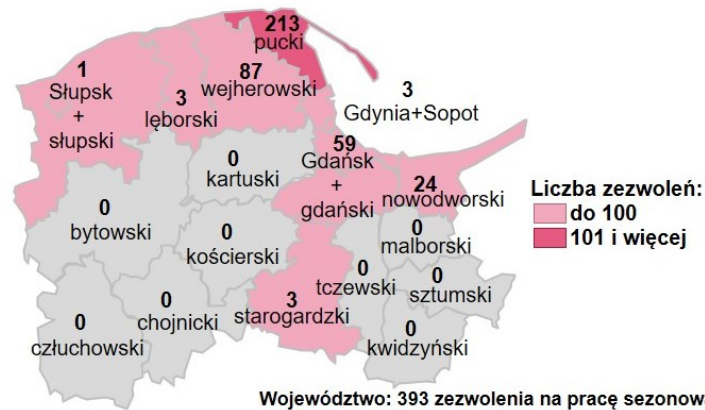 213
pucki
1
Słupsk
+
słupski
3
lęborski
87
wejherowski
3
Gdynia+Sopot
0
kartuski
59
Gdańsk
+
gdański
24
nowodworski
Liczba zezwoleń:
do 100
101 i więcej
0
bytowski
0
kościerski
0
malborski
0
tczewski
0
sztumski
0
człuchowski
0
chojnicki
3
starogardzki
0
kwidzyński
Województwo: 393 zezwolenia na pracę sezonow